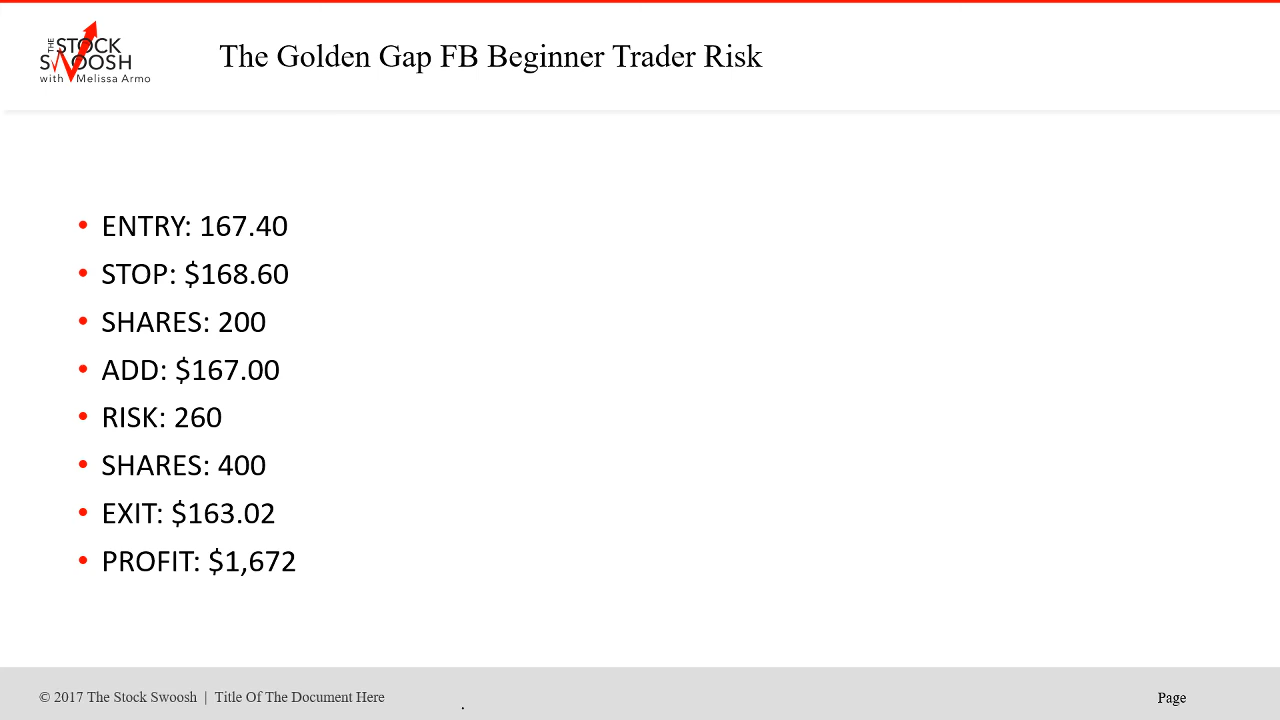 THE
STOCK
SWOOSH
with Melissa Armo
The Golden Gap FB Beginner Trader Risk
• ENTRY: 167.40
• STOP: $168.60
• SHARES: 200
• ADD: $167.00
• RISK: 260
• SHARES: 400
• EXIT: $163.02
• PROFIT: $1,672
© 2017 The Stock Swoosh | Title Of The Document Here
.
Page